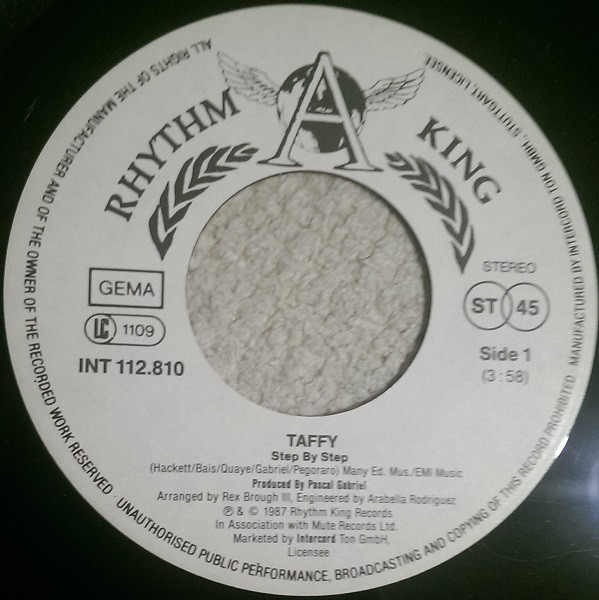 RHYTHM A KING
GEMA
LC 1109
INT 112.810
STEREO
ST 45
Side 1
(3:58)
TAFFY
Step By Step
(Hackett/Bais/Quaye/Gabriel/Pegoraro) Many Ed. Mus./EMI Music
Produced By Pascal Gabriel
Arranged by Rex Brough III, Engineered by Arabella Rodriguez
℗ & © 1987 Rhythm King Records
In Association with Mute Records Ltd.
Marketed by Intercord Ton GmbH,
Licensee
ALL RIGHTS OF THE MANUFACTURER AND OF THE OWNER OF THE RECORDED WORK RESERVED · UNAUTHORISED PUBLIC PERFORMANCE, BROADCASTING AND COPYING OF THIS RECORD PROHIBITED · MANUFACTURED BY INTERCORD TON GMBH., STUTTGART, LICENSEE.